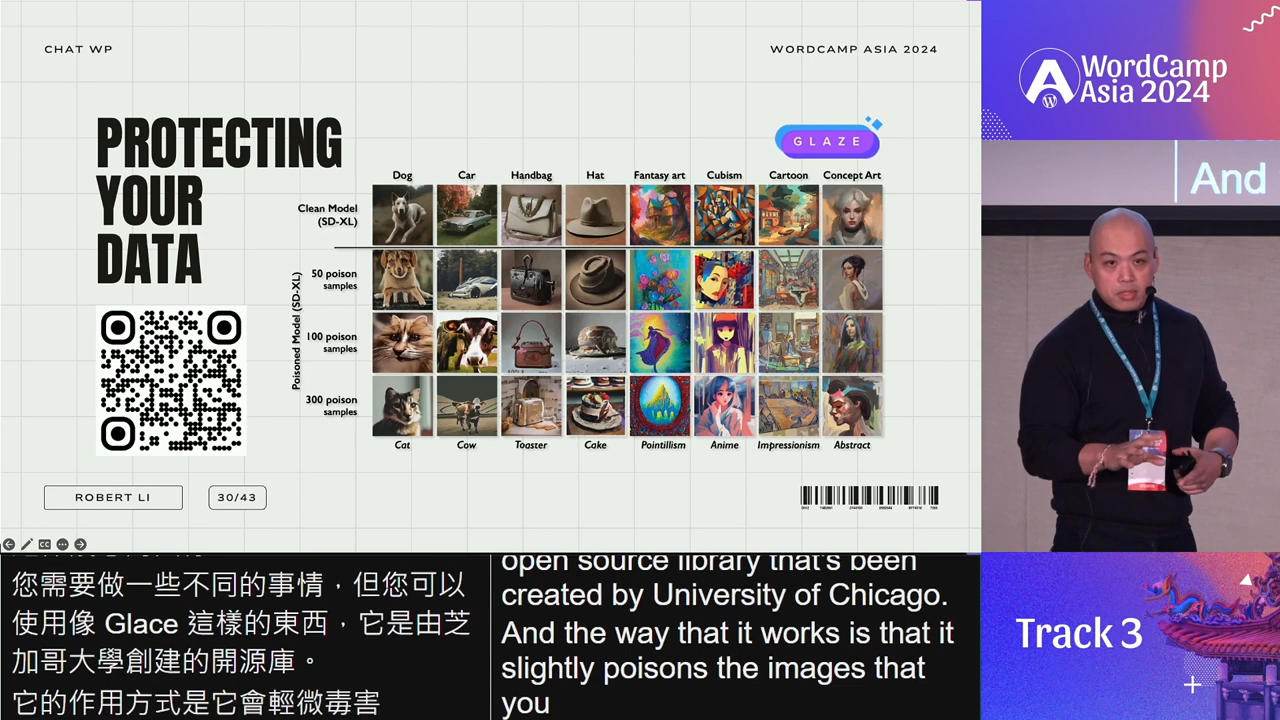 CHAT WP
WORDCAMP ASIA 2024
PROTECTING
YOUR
DATA
GLAZE
Dog
Car
Handbag
Hat
Fantasy art
Cubism
Cartoon
Concept Art
Clean Model
(SD-XL)
Poisoned Model (SD-XL)
50 poison
samples
100 poison
samples
300 poison
samples
Cat
Cow
Toaster
Cake
Pointillism
Anime
Impressionism
Abstract
ROBERT LI
30/43
您需要做一些不同的事情，但您可以
使用像 Glace 這樣的東西，它是由芝
加哥大學創建的開源庫。
它的作用方式是它會輕微毒害
open source library that's been
created by University of Chicago.
And the way that it works is that it
slightly poisons the images that
you
WordCamp
Asia 2024
And
Track 3